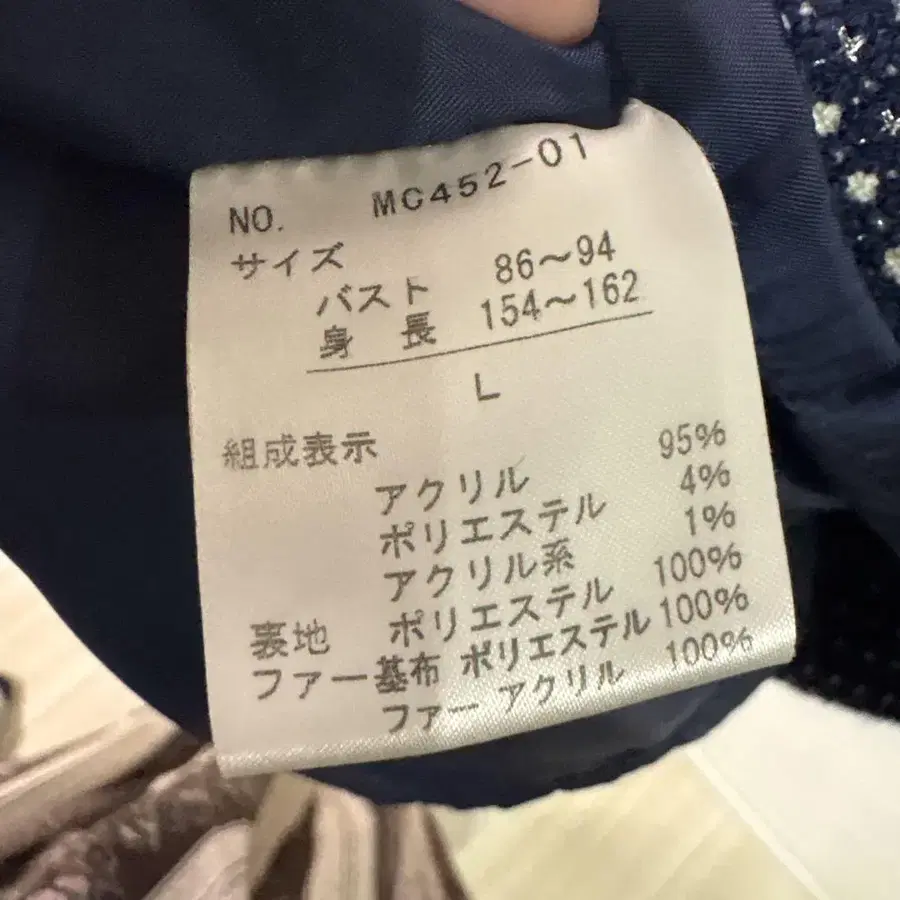 NO. MC452-01
サイズ
バスト 86～94
身長 154～162
L
組成表示
アクリル 95%
ポリエステル 4%
アクリル系 1%
裏地 ポリエステル 100%
ファー基布 ポリエステル 100%
ファー アクリル 100%